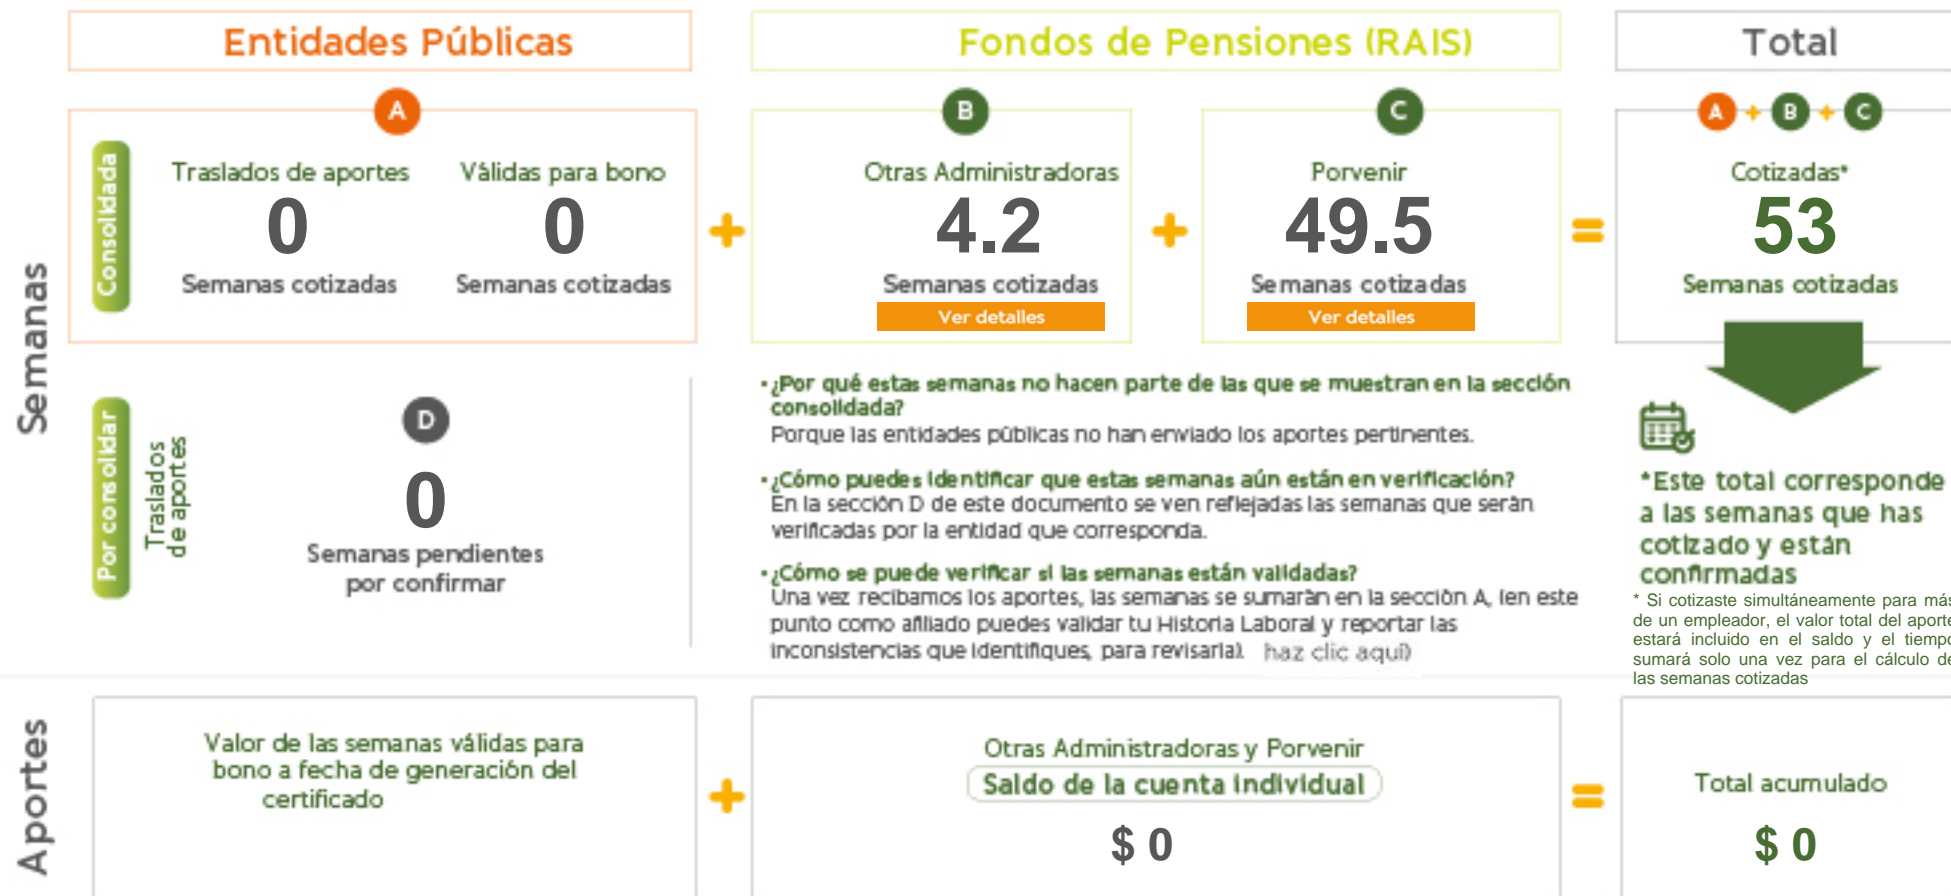 Entidades Públicas
Fondos de Pensiones (RAIS)
Total
Semanas
Consolidada
A
Traslados de aportes
0
Semanas cotizadas
Válidas para bono
0
Semanas cotizadas
+
B
Otras Administradoras
4.2
Semanas cotizadas
Ver detalles
+
C
Porvenir
49.5
Semanas cotizadas
Ver detalles
=
A + B + C
Cotizadas*
53
Semanas cotizadas
Por consolidar
Traslados
de aportes
D
0
Semanas pendientes
por confirmar
• ¿Por qué estas semanas no hacen parte de las que se muestran en la sección
consolidada?
Porque las entidades públicas no han enviado los aportes pertinentes.
• ¿Cómo puedes identificar que estas semanas aún están en verificación?
En la sección D de este documento se ven reflejadas las semanas que serán
verificadas por la entidad que corresponda.
• ¿Cómo se puede verificar si las semanas están validadas?
Una vez recibamos los aportes, las semanas se sumarán en la sección A, (en este
punto como afiliado puedes validar tu Historia Laboral y reportar las
inconsistencias que identifiques, para revisarla). haz clic aquí)
*Este total corresponde
a las semanas que has
cotizado y están
confirmadas
* Si cotizaste simultáneamente para más
de un empleador, el valor total del aporte
estará incluido en el saldo y el tiempo
sumará solo una vez para el cálculo de
las semanas cotizadas
Aportes
Valor de las semanas válidas para
bono a fecha de generación del
certificado
+
Otras Administradoras y Porvenir
Saldo de la cuenta individual
$ 0
=
Total acumulado
$ 0